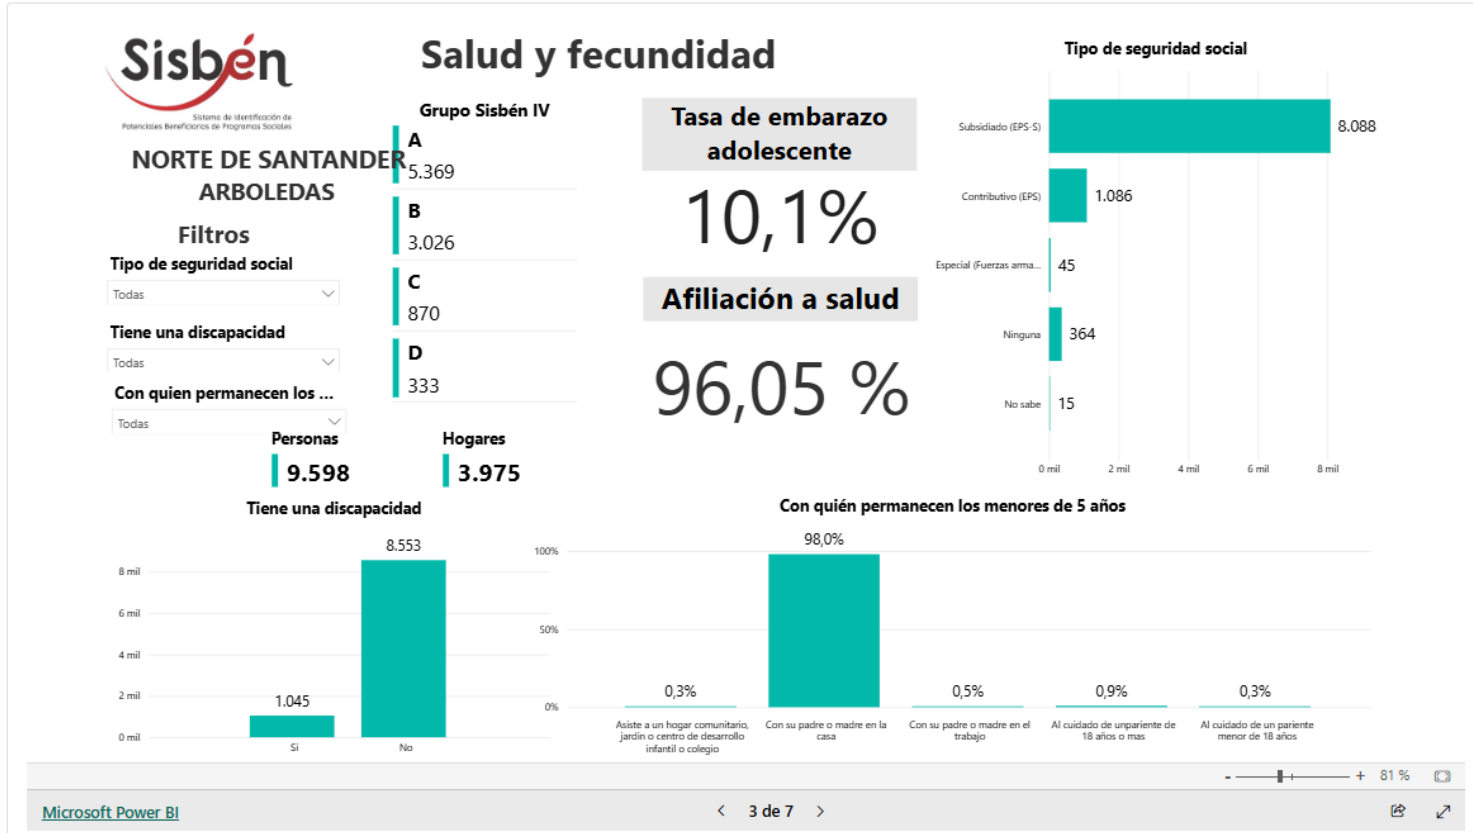 Sisbén
Sistema de Identificación de
Potenciales Beneficiarios de Programas Sociales
NORTE DE SANTANDER
ARBOLEDAS
Filtros
Tipo de seguridad social
Todas
Tiene una discapacidad
Todas
Con quien permanecen los ...
Todas
Salud y fecundidad
Grupo Sisbén IV
A
5.369
B
3.026
C
870
D
333
Personas
9.598
Hogares
3.975
Tasa de embarazo
adolescente
10,1%
Afiliación a salud
96,05 %
Tipo de seguridad social
Subsidiado (EPS-S)
8.088
Contributivo (EPS)
1.086
Especial (Fuerzas arma...
45
Ninguna
364
No sabe
15
0 mil 2 mil 4 mil 6 mil 8 mil
Tiene una discapacidad
8 mil
6 mil
4 mil
2 mil
0 mil
1.045
8.553
Si
No
Con quién permanecen los menores de 5 años
100%
50%
0%
0,3%
98,0%
0,5%
0,9%
0,3%
Asiste a un hogar comunitario,
jardin o centro de desarrollo
infantil o colegio
Con su padre o madre en la
casa
Con su padre o madre en el
trabajo
Al cuidado de unpariente de
18 años o mas
Al cuidado de un pariente
menor de 18 años
- + 81 %
Microsoft Power BI
< 3 de 7 >